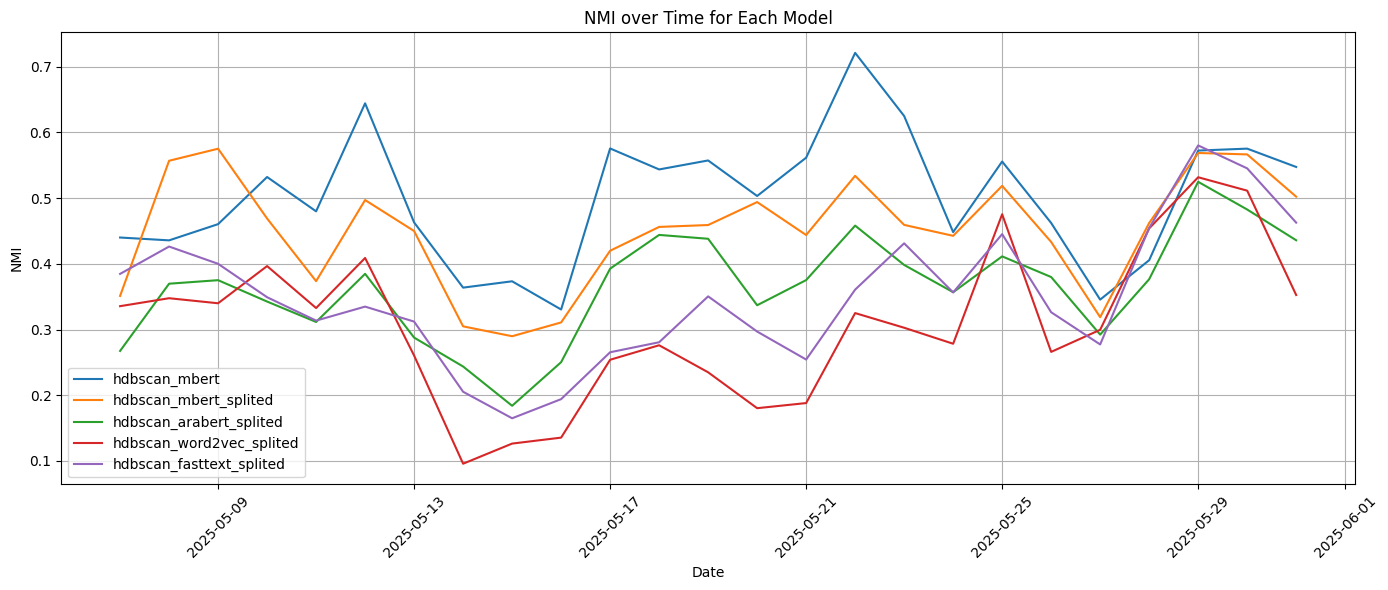 NMI over Time for Each Model
NMI
0.7
0.6
0.5
0.4
0.3
0.2
0.1
hdbscan_mbert
hdbscan_mbert_splited
hdbscan_arabert_splited
hdbscan_word2vec_splited
hdbscan_fasttext_splited
2025-05-09
2025-05-13
2025-05-17
2025-05-21
2025-05-25
2025-05-29
2025-06-01
Date